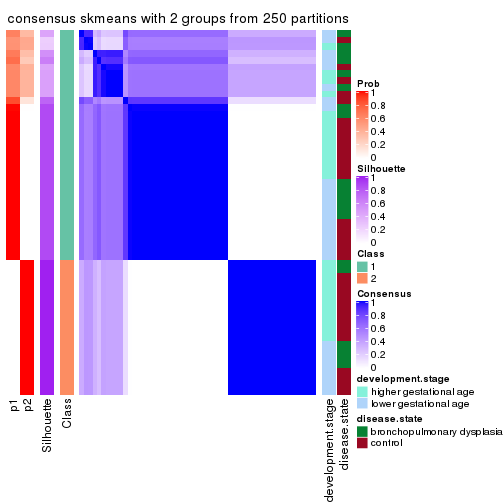 consensus skmeans with 2 groups from 250 partitions
Prob
1
0.8
0.6
0.4
0.2
0
Silhouette
1
0.8
0.6
0.4
0.2
0
Class
1
2
Consensus
1
0.8
0.6
0.4
0.2
0
development.stage
higher gestational age
lower gestational age
disease.state
bronchopulmonary dysplasia
control
p1
p2
Silhouette
Class
development.stage
disease.state